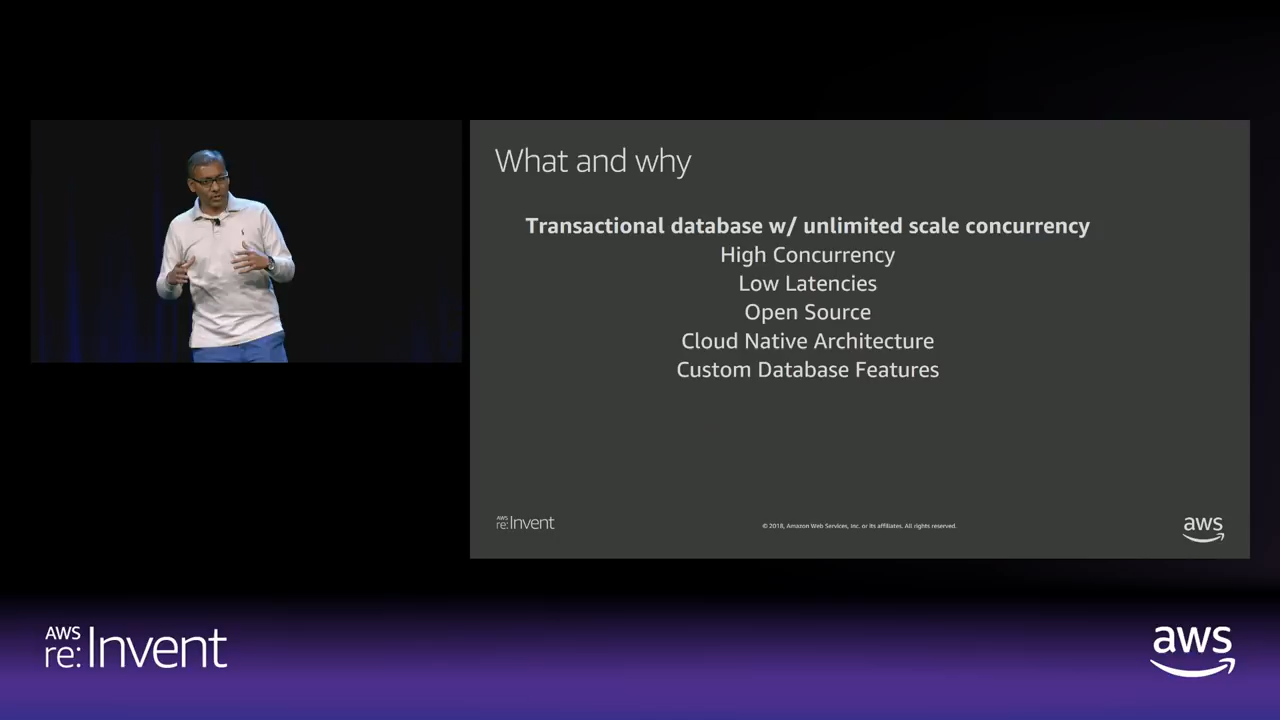 What and why
Transactional database w/ unlimited scale concurrency
High Concurrency
Low Latencies
Open Source
Cloud Native Architecture
Custom Database Features
AWS
re:Invent
© 2018, Amazon Web Services, Inc. or its affiliates. All rights reserved.
aws
AWS
re:Invent
aws